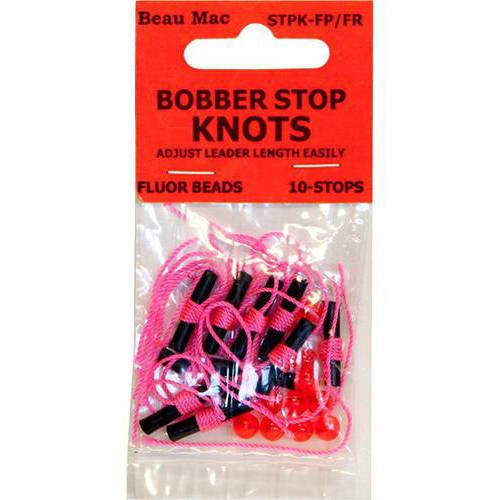 Beau Mac STPK-FP/FR
BOBBER STOP
KNOTS
ADJUST LEADER LENGTH EASILY
FLUOR BEADS 10-STOPS